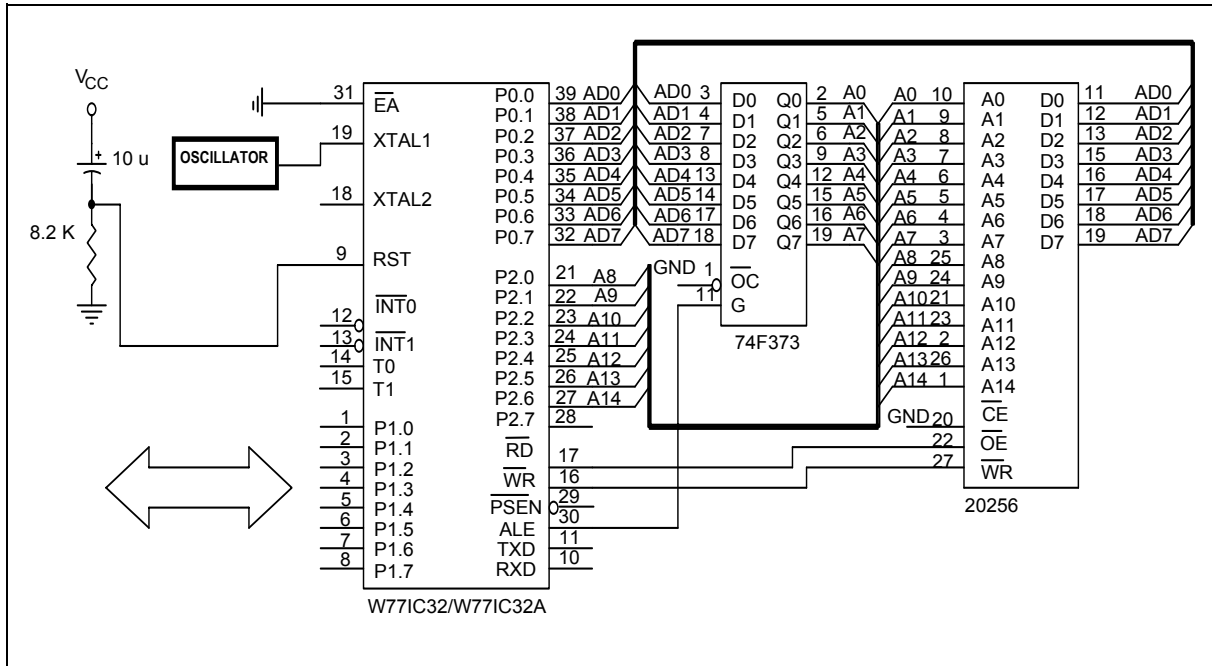 VCC
+
10 u
8.2 K
OSCILLATOR
31 EA
19 XTAL1
18 XTAL2
9 RST
INT0
12
13 INT1
14 T0
15 T1
1 P1.0
2 P1.1
3 P1.2
4 P1.3
5 P1.4
6 P1.5
7 P1.6
8 P1.7
P0.0 39 AD0
P0.1 38 AD1
P0.2 37 AD2
P0.3 36 AD3
P0.4 35 AD4
P0.5 34 AD5
P0.6 33 AD6
P0.7 32 AD7
P2.0 21 A8
P2.1 22 A9
P2.2 23 A10
P2.3 24 A11
P2.4 25 A12
P2.5 26 A13
P2.6 27 A14
P2.7 28
RD 17
WR 16
PSEN 29
ALE 30
TXD 11
RXD 10
W77IC32/W77IC32A
AD0 3 D0 Q0 2 A0
AD1 4 D1 Q1 5 A1
AD2 7 D2 Q2 6 A2
AD3 8 D3 Q3 9 A3
AD4 13 D4 Q4 12 A4
AD5 14 D5 Q5 15 A5
AD6 17 D6 Q6 16 A6
AD7 18 D7 Q7 19 A7
GND 1 OC
11 G
74F373
A0 10 A0 D0 11 AD0
A1 9 A1 D1 12 AD1
A2 8 A2 D2 13 AD2
A3 7 A3 D3 15 AD3
A4 6 A4 D4 16 AD4
A5 5 A5 D5 17 AD5
A6 4 A6 D6 18 AD6
A7 3 A7 D7 19 AD7
A8 25 A8
A9 24 A9
A10 21 A10
A11 23 A11
A12 2 A12
A13 26 A13
A14 1 A14
GND 20 CE
22 OE
27 WR
20256